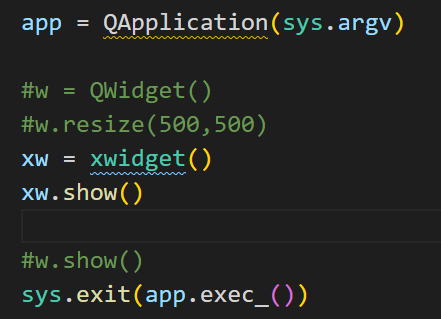 app = QApplication(sys.argv)
#w = QWidget()
#w.resize(500,500)
xw = xwidget()
xw.show()
#w.show()
sys.exit(app.exec_())